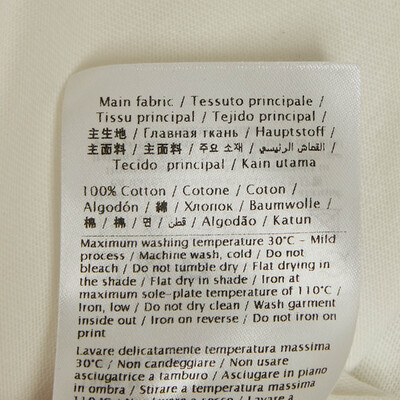 Main fabric / Tessuto principale /
Tissu principal / Tejido principal /
主生地 / Главная ткань / Hauptstoff /
主面料 / 主面料 / 주요 소재 / القماش الرئيسي /
Tecido principal / Kain utama
100% Cotton / Cotone / Coton /
Algodón / 綿 / Хлопок / Baumwolle /
棉 / 棉 / 면 / قطن / Algodão / Katun
Maximum washing temperature 30°C - Mild
process / Machine wash, cold / Do not
bleach / Do not tumble dry / Flat drying in
the shade / Flat dry in shade / Iron at
maximum sole-plate temperature of 110°C /
Iron, low / Do not dry clean / Wash garment
inside out / Iron on reverse / Do not iron on
print
Lavare delicatamente temperatura massima
30°C / Non candeggiare / Non usare
asciugatrice a tamburo / Asciugare in piano
in ombra / Stirare a temperatura massima
110°C / Non lavare a secco / Lavare a